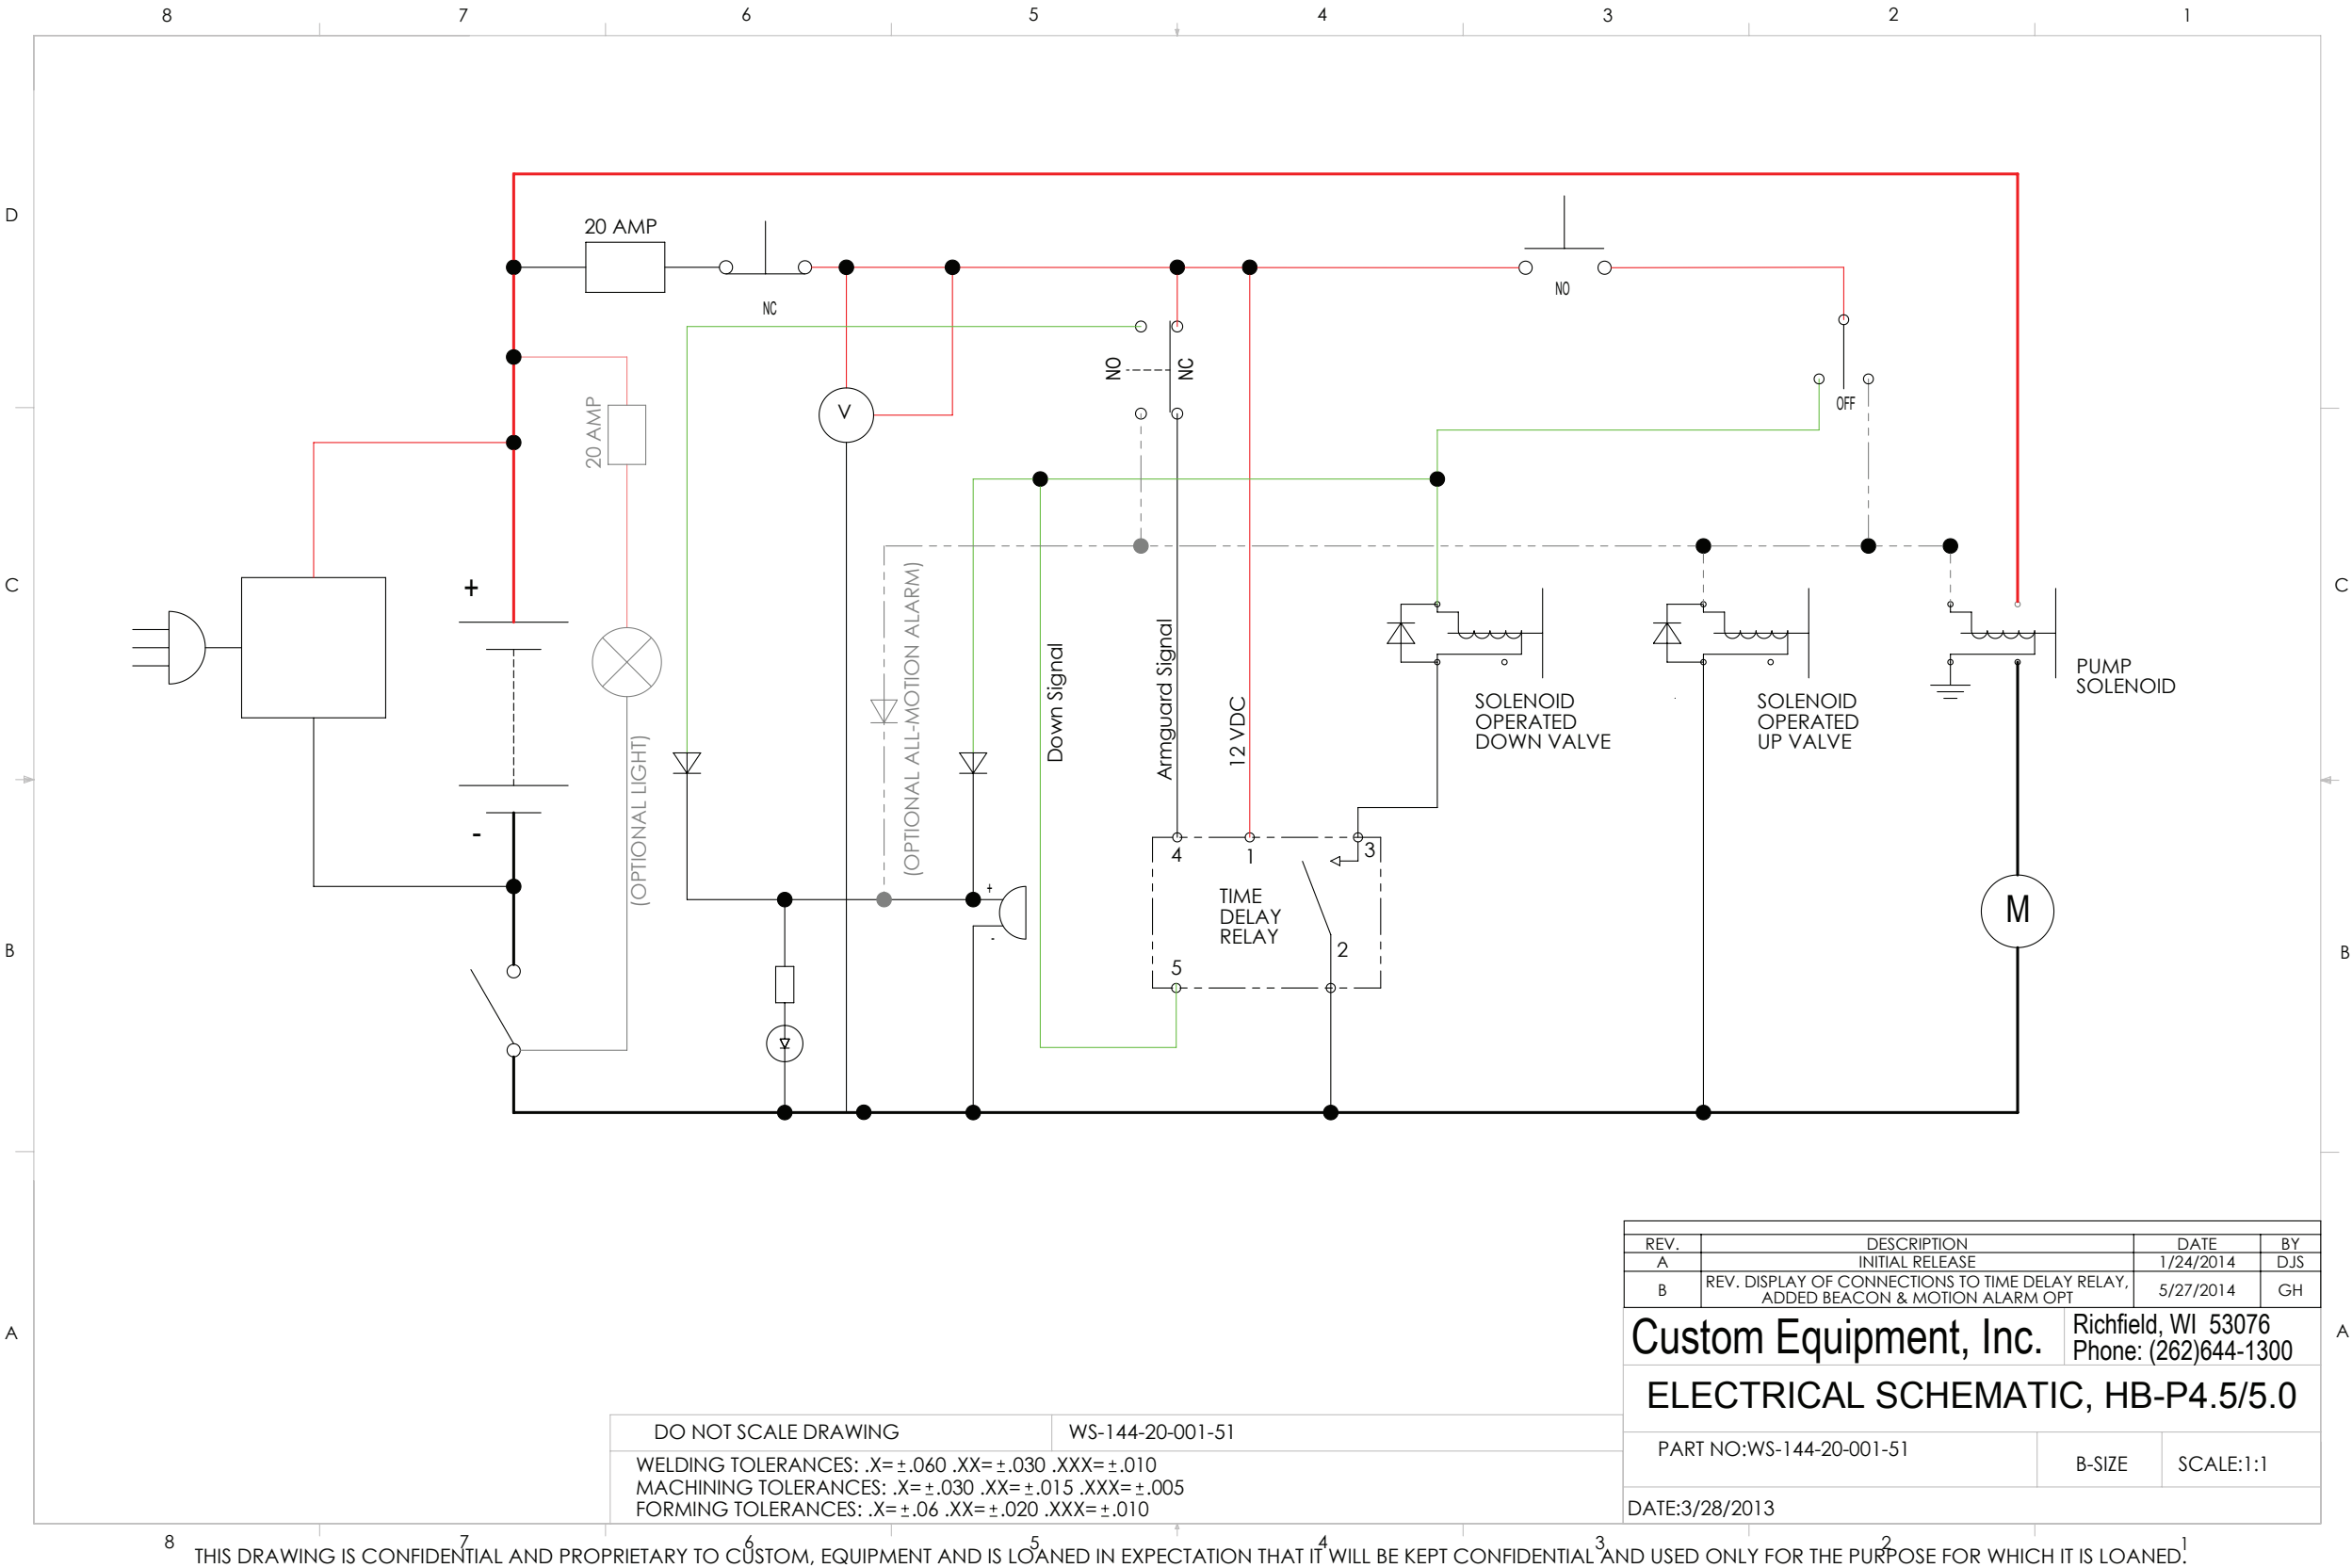 8 7 6 5 4 3 2 1
D
20 AMP
NC
NO
NO
NC
OFF
20 AMP
V
C
C
+
-
(OPTIONAL LIGHT)
(OPTIONAL ALL-MOTION ALARM)
Down Signal
Armguard Signal
12 VDC
SOLENOID
OPERATED
DOWN VALVE
SOLENOID
OPERATED
UP VALVE
PUMP
SOLENOID
4 1 3
TIME
DELAY
RELAY
2
5
+
-
M
B
B
REV. DESCRIPTION DATE BY
A INITIAL RELEASE 1/24/2014 DJS
B REV. DISPLAY OF CONNECTIONS TO TIME DELAY RELAY, ADDED BEACON & MOTION ALARM OPT 5/27/2014 GH
A
A
Custom Equipment, Inc.
Richfield, WI 53076
Phone: (262)644-1300
ELECTRICAL SCHEMATIC, HB-P4.5/5.0
DO NOT SCALE DRAWING WS-144-20-001-51
PART NO:WS-144-20-001-51
B-SIZE SCALE:1:1
WELDING TOLERANCES: .X=±.060 .XX=±.030 .XXX=±.010
MACHINING TOLERANCES: .X=±.030 .XX=±.015 .XXX=±.005
FORMING TOLERANCES: .X=±.06 .XX=±.020 .XXX=±.010
DATE:3/28/2013
8 7 6 5 4 3 2 1
THIS DRAWING IS CONFIDENTIAL AND PROPRIETARY TO CUSTOM, EQUIPMENT AND IS LOANED IN EXPECTATION THAT IT WILL BE KEPT CONFIDENTIAL AND USED ONLY FOR THE PURPOSE FOR WHICH IT IS LOANED.